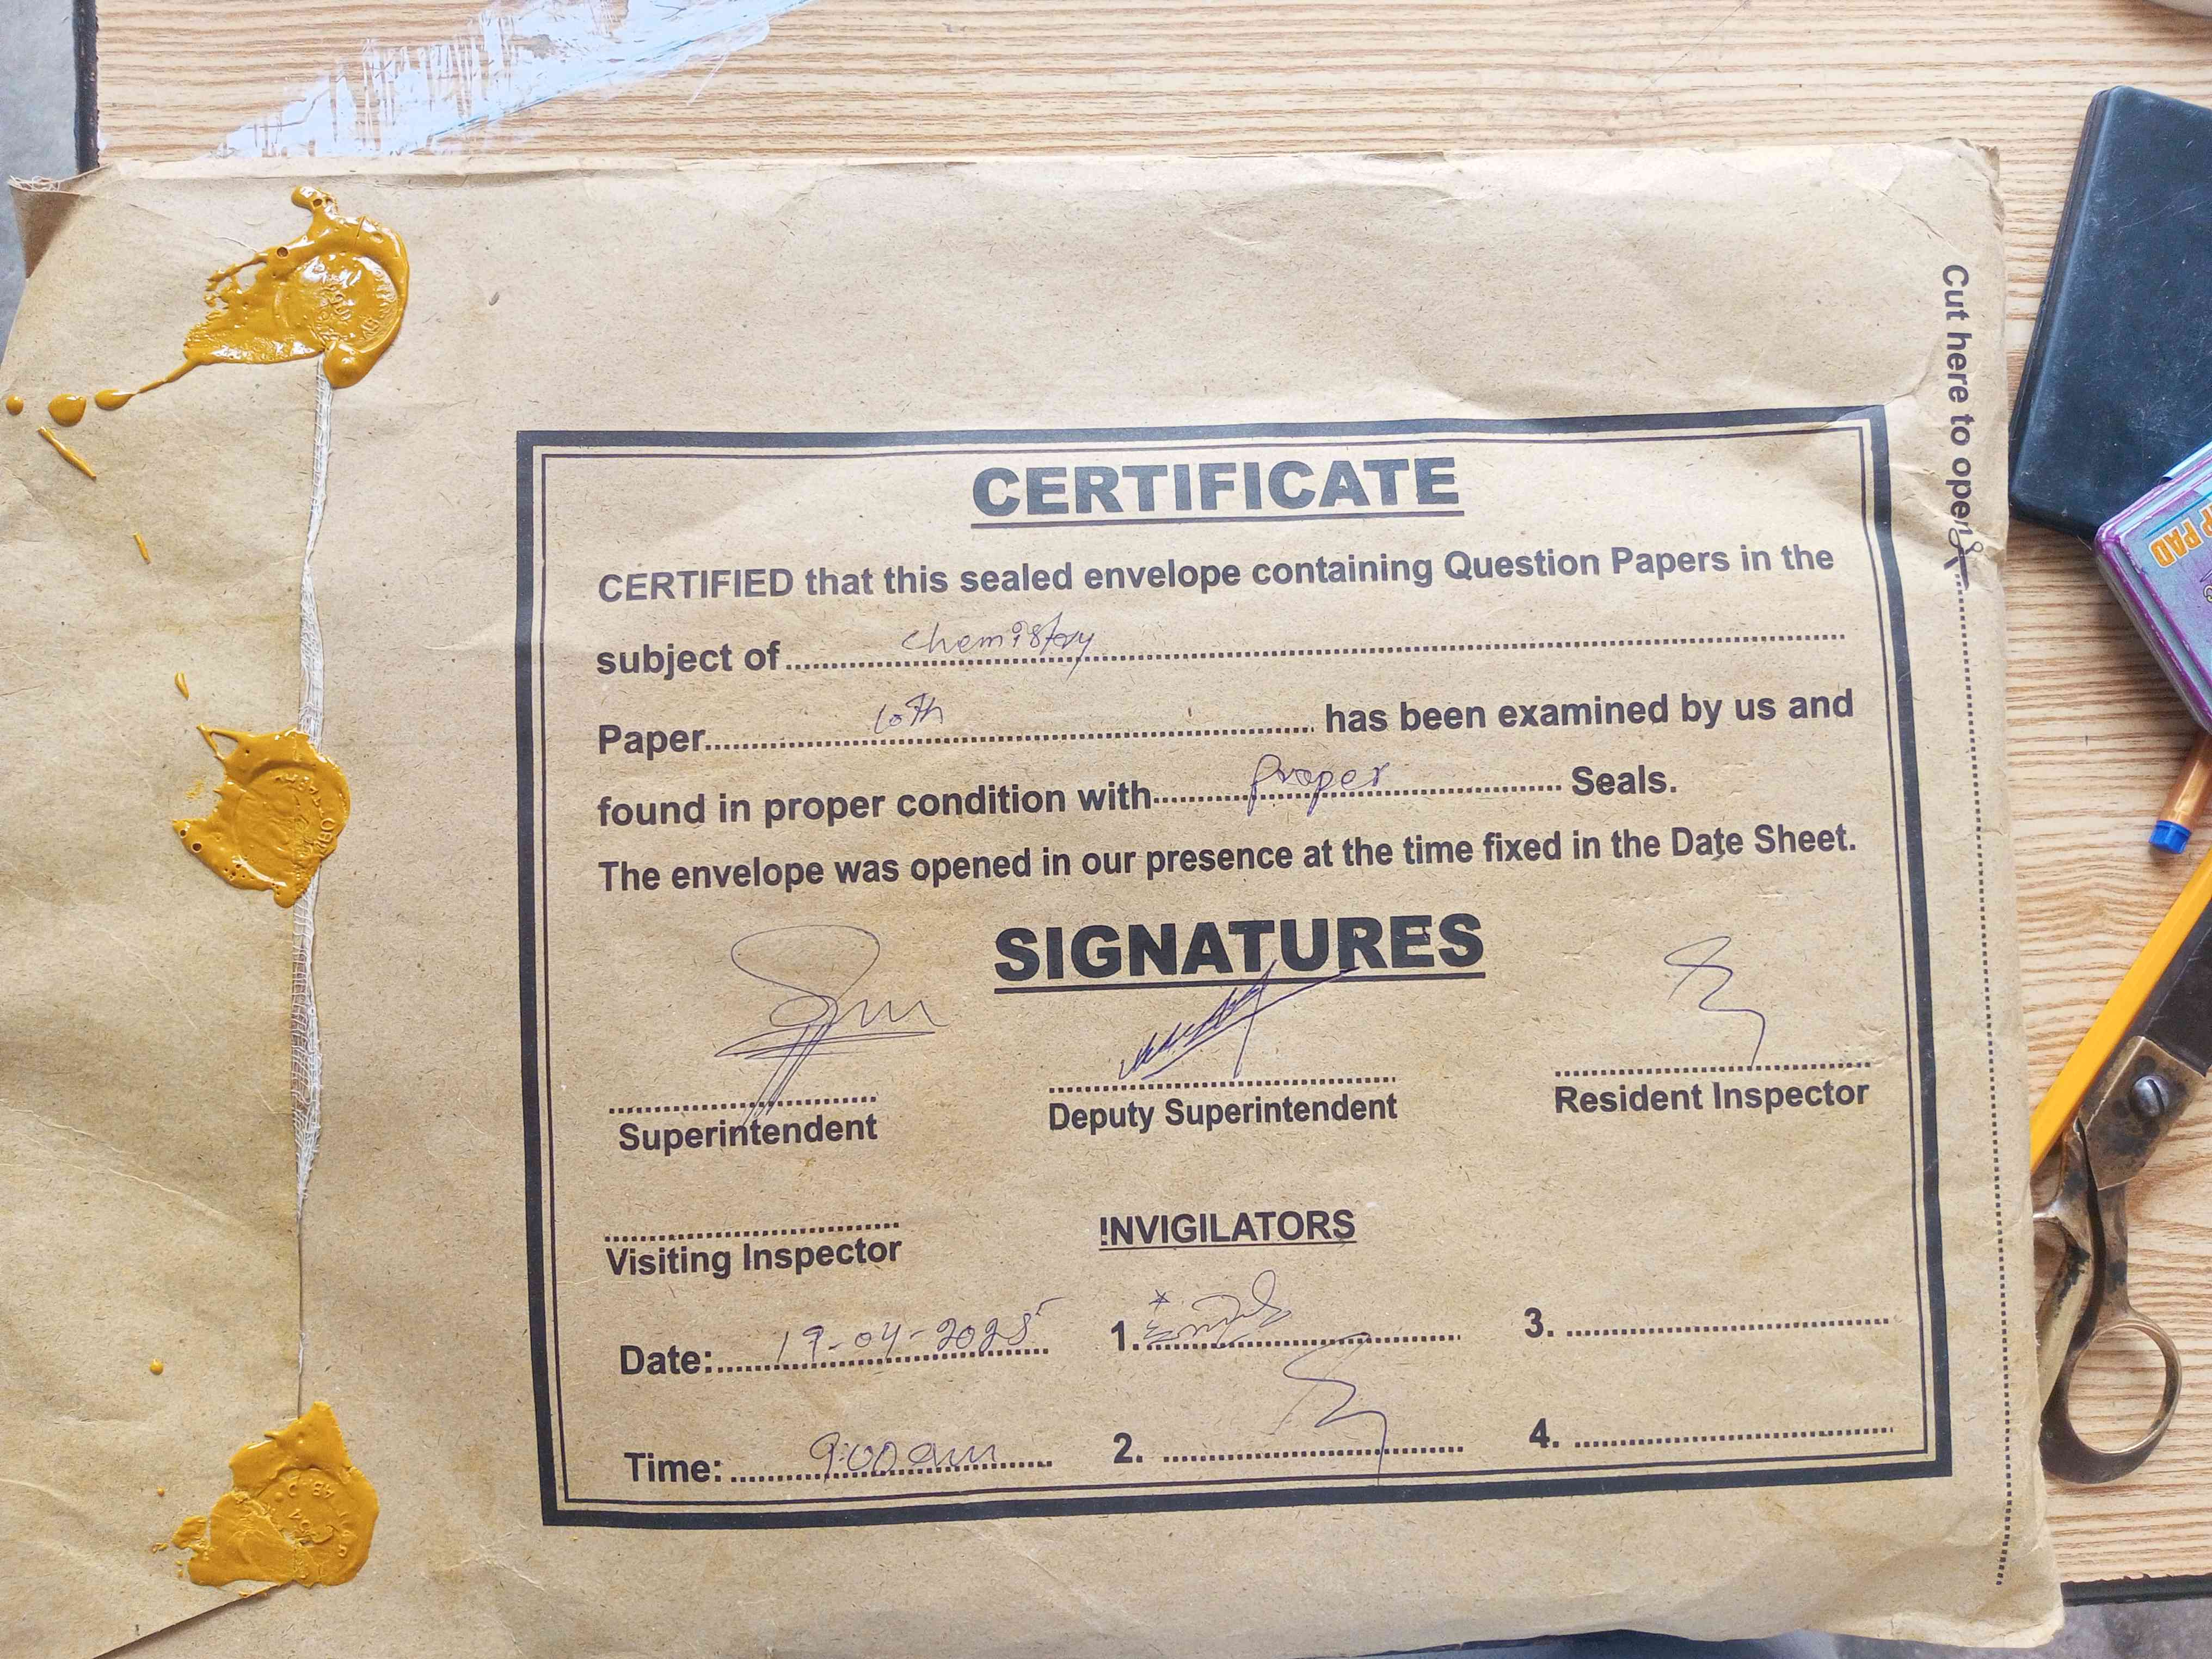 Cut here to open
CERTIFICATE
CERTIFIED that this sealed envelope containing Question Papers in the
subject of chemistry
Paper 10th has been examined by us and
found in proper condition with proper Seals.
The envelope was opened in our presence at the time fixed in the Date Sheet.
SIGNATURES
Superintendent Deputy Superintendent Resident Inspector
Visiting Inspector INVIGILATORS
Date: 19-04-2025 1. 3.
Time: 9:00 am 2. 4.
PAD